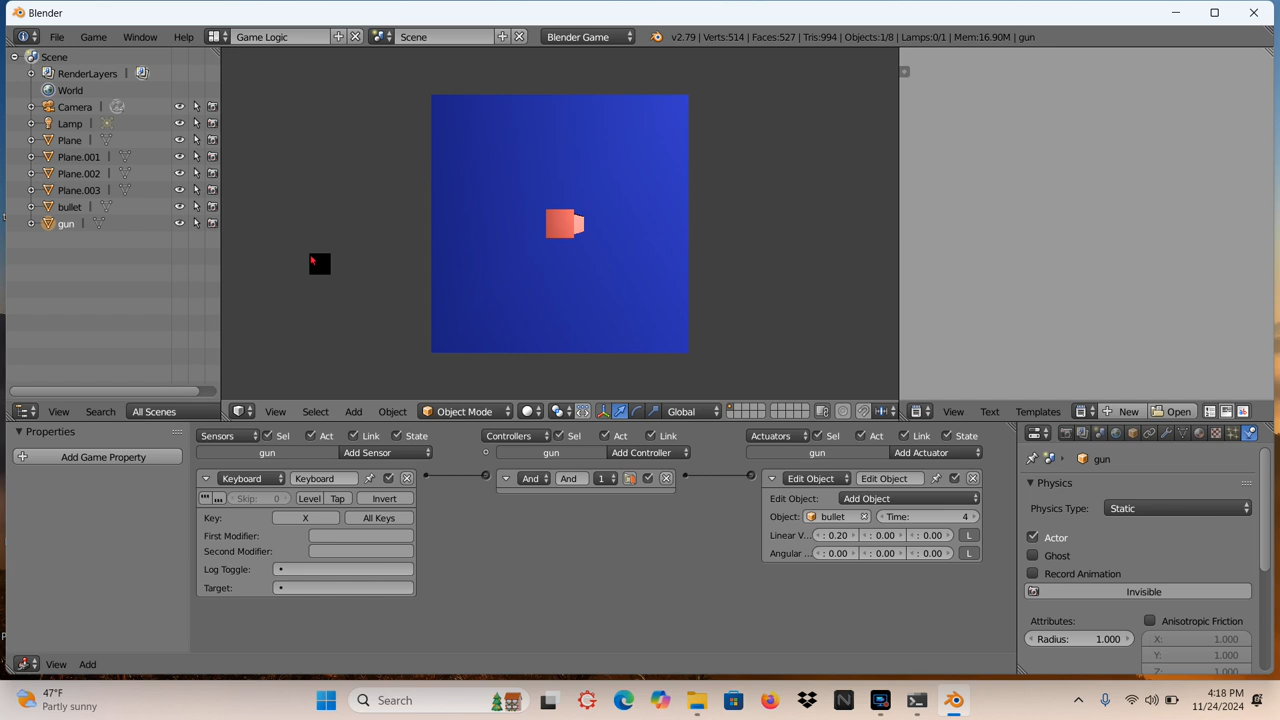 Blender
File Game Window Help Game Logic Scene Blender Game v2.79 | Verts:514 | Faces:527 | Tris:994 | Objects:1/8 | Lamps:0/1 | Mem:16.90M | gun
Scene
RenderLayers |
World
Camera |
Lamp |
Plane |
Plane.001 |
Plane.002 |
Plane.003 |
bullet |
gun |
View Search All Scenes
View Select Add Object Object Mode Global
View Text Templates New Open
Properties
Add Game Property
Sensors Sel Act Link State
gun Add Sensor
Keyboard Keyboard
Skip: 0 Level Tap Invert
Key: X All Keys
First Modifier:
Second Modifier:
Log Toggle:
Target:
Controllers Sel Act Link
gun Add Controller
And And 1
Actuators Sel Act Link State
gun Add Actuator
Edit Object Edit Object
Edit Object: Add Object
Object: bullet Time: 4
Linear V... : 0.20 : 0.00 : 0.00 L
Angular ... : 0.00 : 0.00 : 0.00 L
gun
Physics
Physics Type: Static
Actor
Ghost
Record Animation
Invisible
Attributes: Anisotropic Friction
Radius: 1.000 X: 1.000
Y: 1.000
Z: 1.000
View Add
47°F
Partly sunny
Search
4:18 PM
11/24/2024